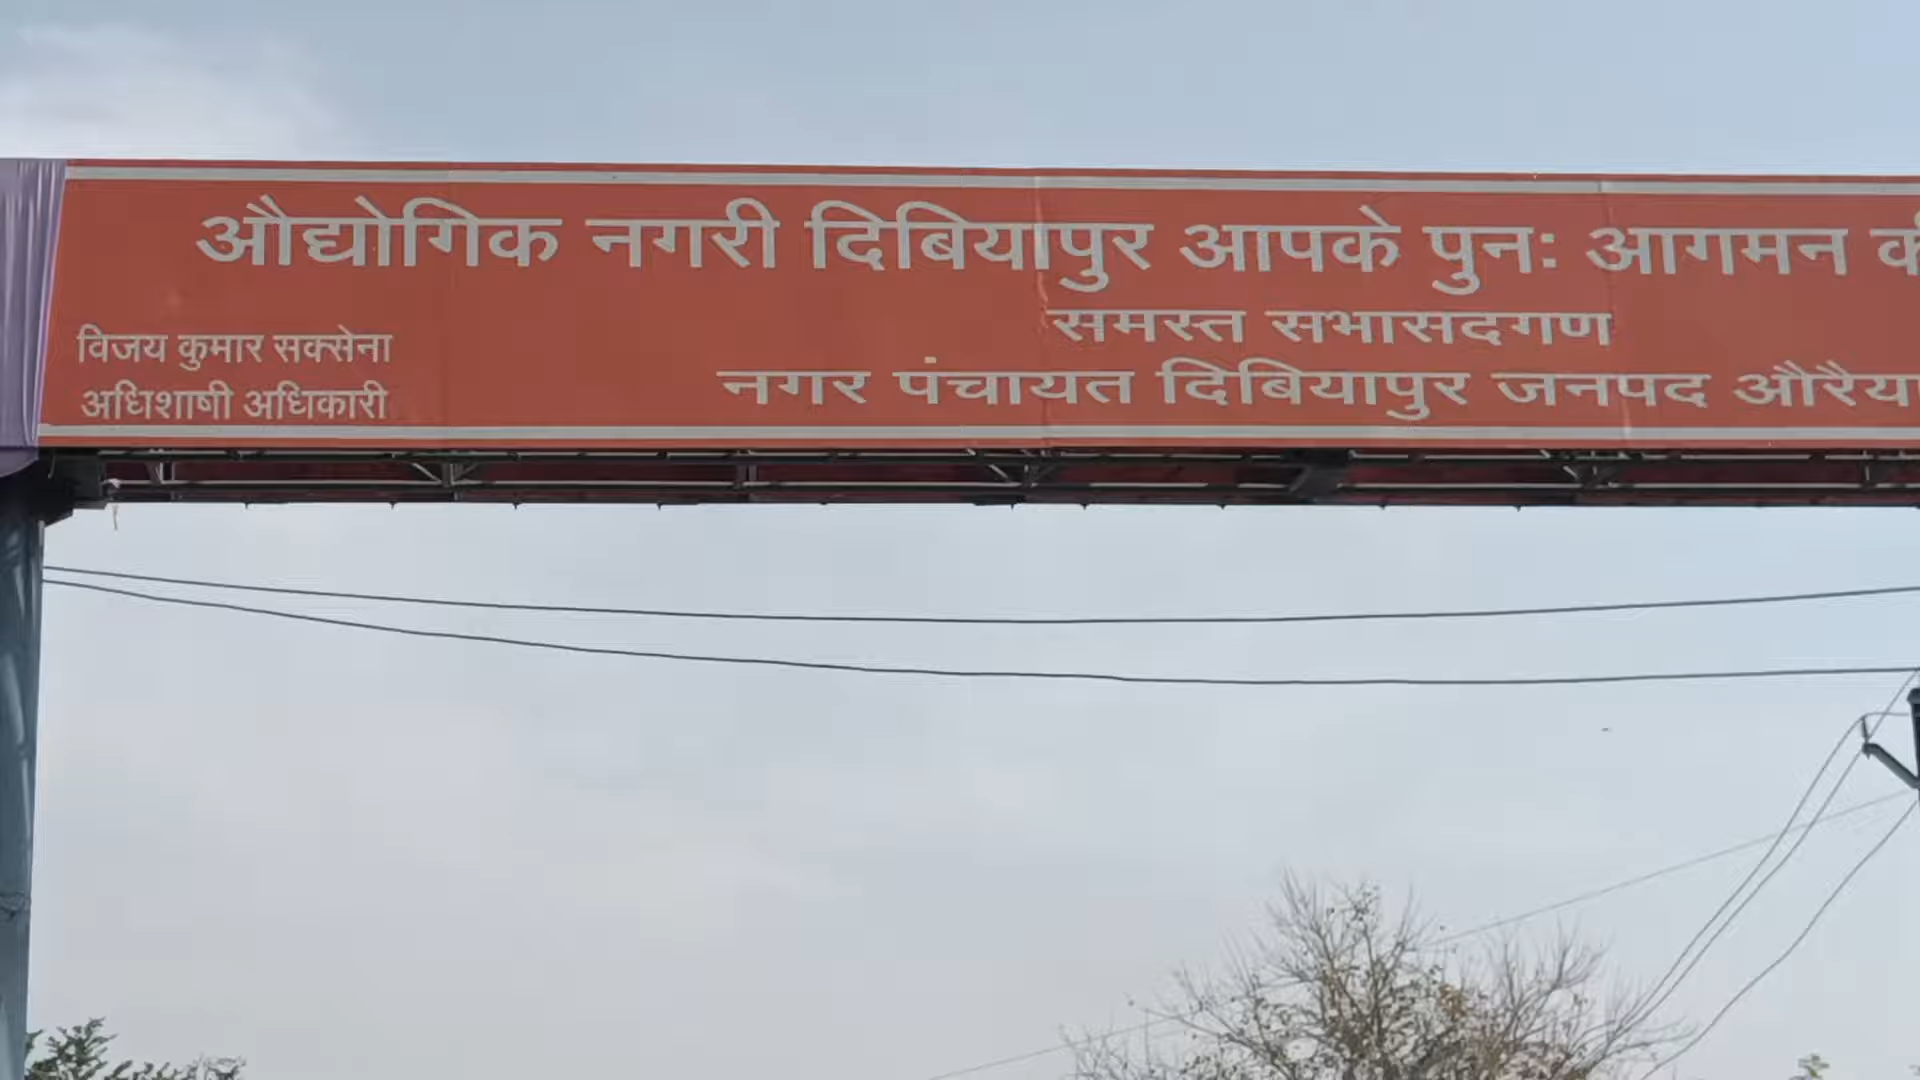 औद्योगिक नगरी दिबियापुर आपके पुनः आगमन की
समस्त सभासदगण
नगर पंचायत दिबियापुर जनपद औरैया
विजय कुमार सक्सेना
अधिशाषी अधिकारी